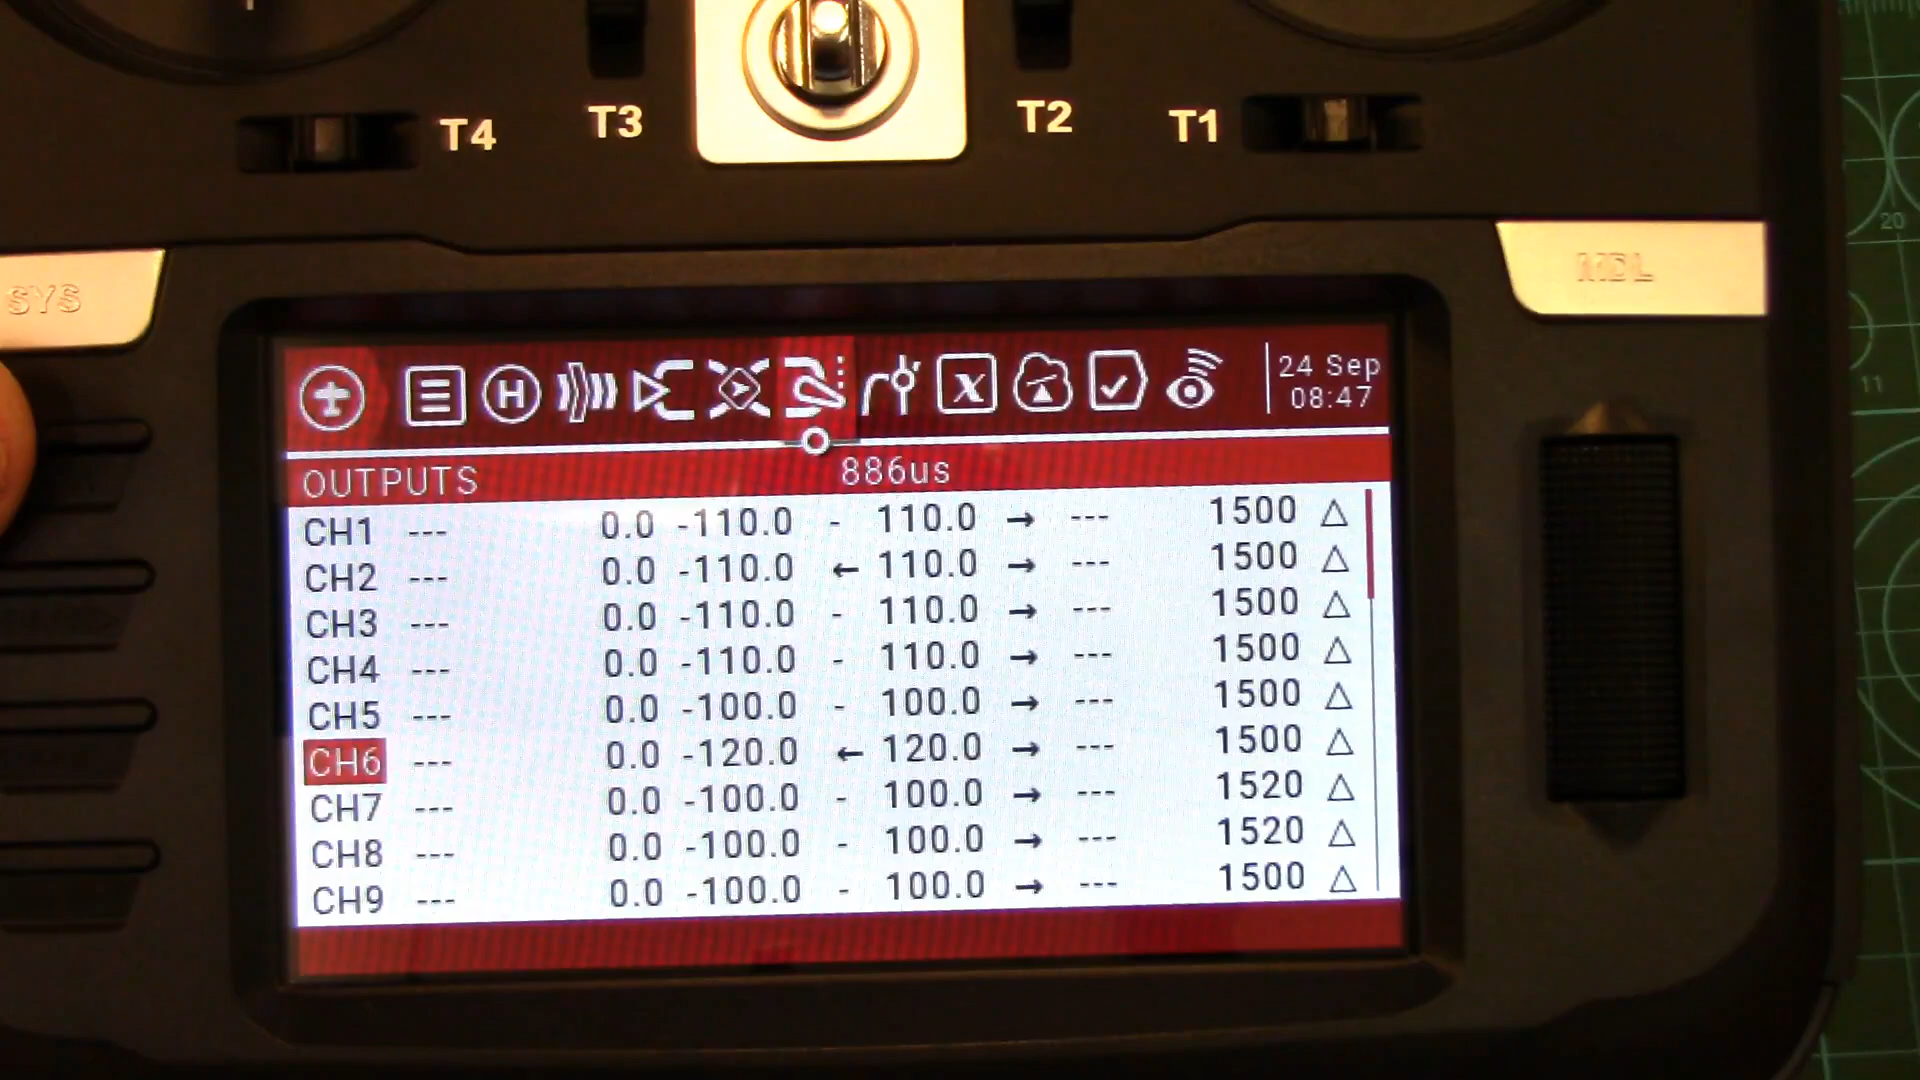 T4 T3 T2 T1
SYS MDL
24 Sep
08:47
OUTPUTS 886us
CH1 --- 0.0 -110.0 - 110.0 → --- 1500 △
CH2 --- 0.0 -110.0 ← 110.0 → --- 1500 △
CH3 --- 0.0 -110.0 - 110.0 → --- 1500 △
CH4 --- 0.0 -110.0 - 110.0 → --- 1500 △
CH5 --- 0.0 -100.0 - 100.0 → --- 1500 △
CH6 --- 0.0 -120.0 ← 120.0 → --- 1500 △
CH7 --- 0.0 -100.0 - 100.0 → --- 1520 △
CH8 --- 0.0 -100.0 - 100.0 → --- 1520 △
CH9 --- 0.0 -100.0 - 100.0 → --- 1500 △
20
11